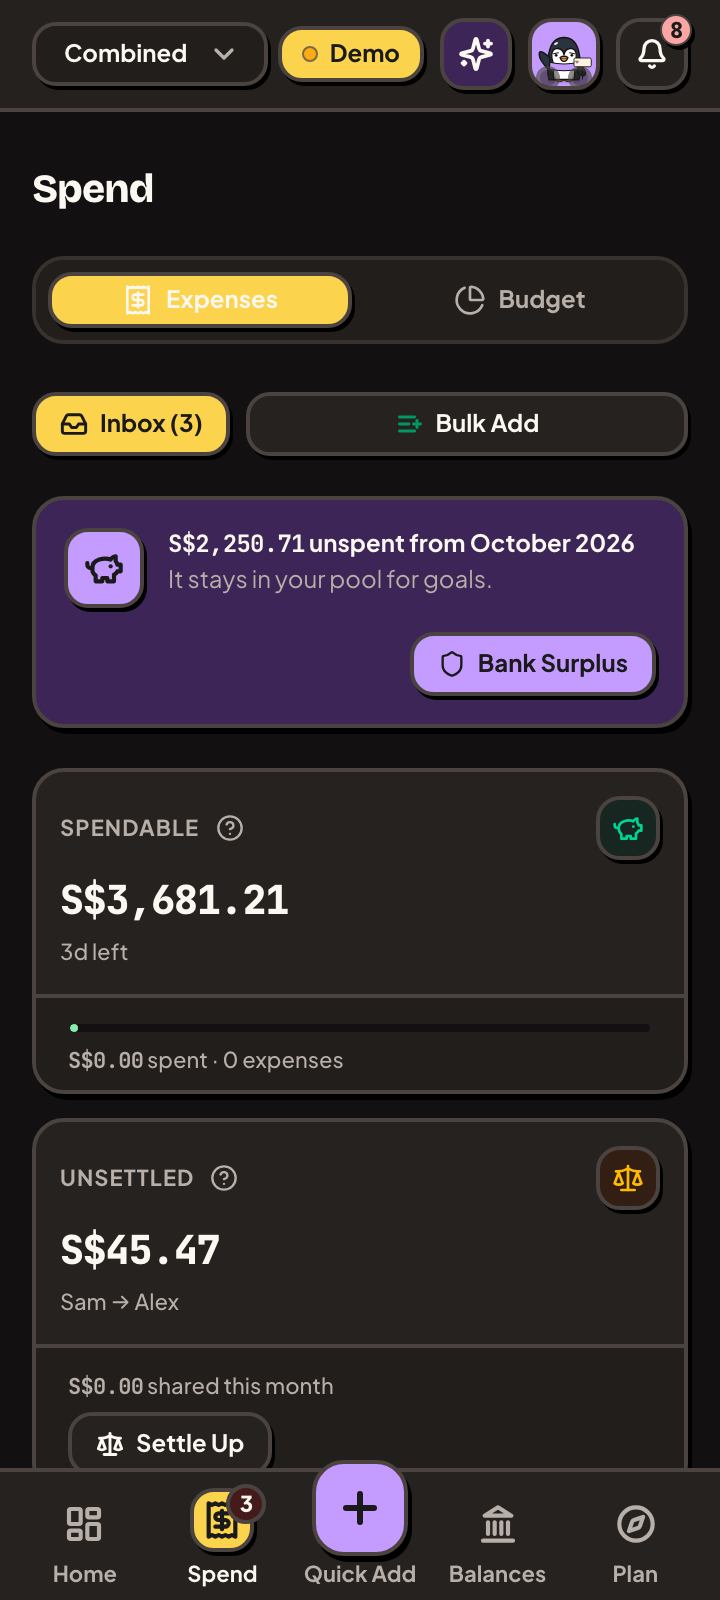 Combined
Demo
8
Spend
Expenses
Budget
Inbox (3)
Bulk Add
S$2,250.71 unspent from October 2026
It stays in your pool for goals.
Bank Surplus
SPENDABLE
S$3,681.21
3d left
S$0.00 spent · 0 expenses
UNSETTLED
S$45.47
Sam → Alex
S$0.00 shared this month
Settle Up
3
Home
Spend
Quick Add
Balances
Plan